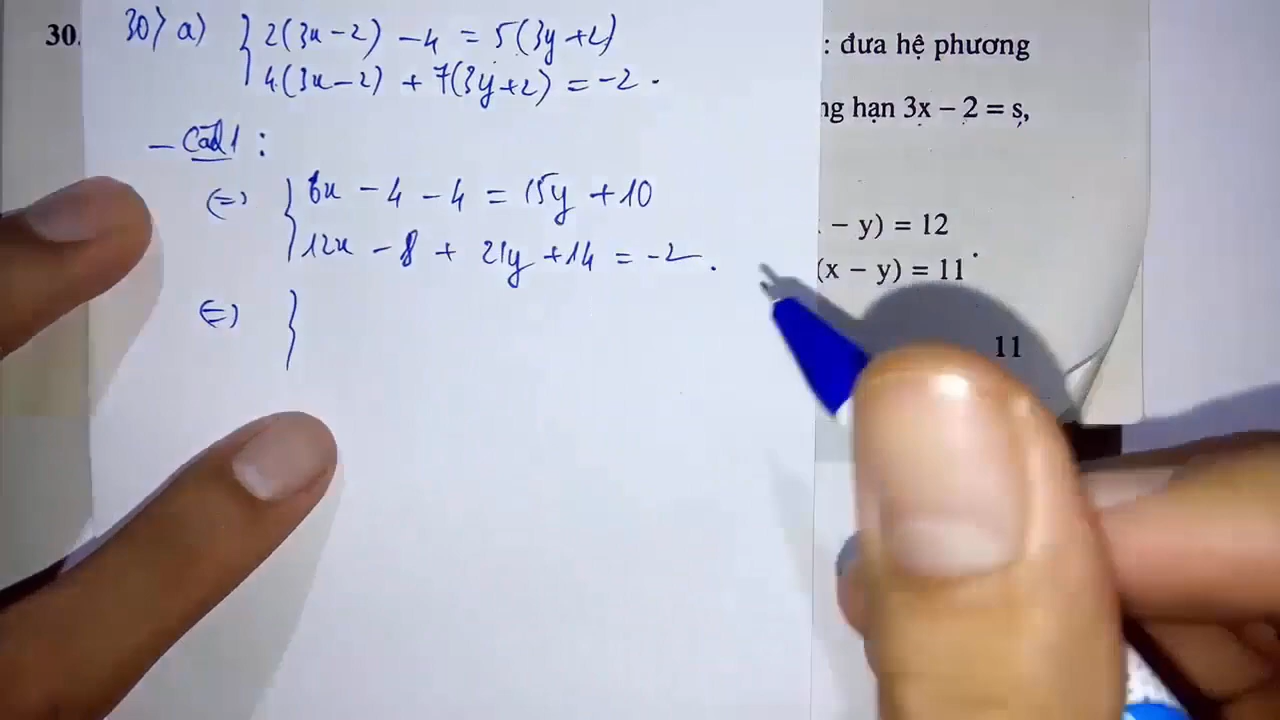 30.
30) a) { 2(3x-2) - 4 = 5(3y+2)
4.(3x-2) + 7(3y+2) = -2.
- Cách 1 :
(=) { 6x - 4 - 4 = 15y + 10
12x - 8 + 21y + 14 = -2.
(=) {
: đưa hệ phương
ng hạn 3x – 2 = s,
– y) = 12
(x – y) = 11
11